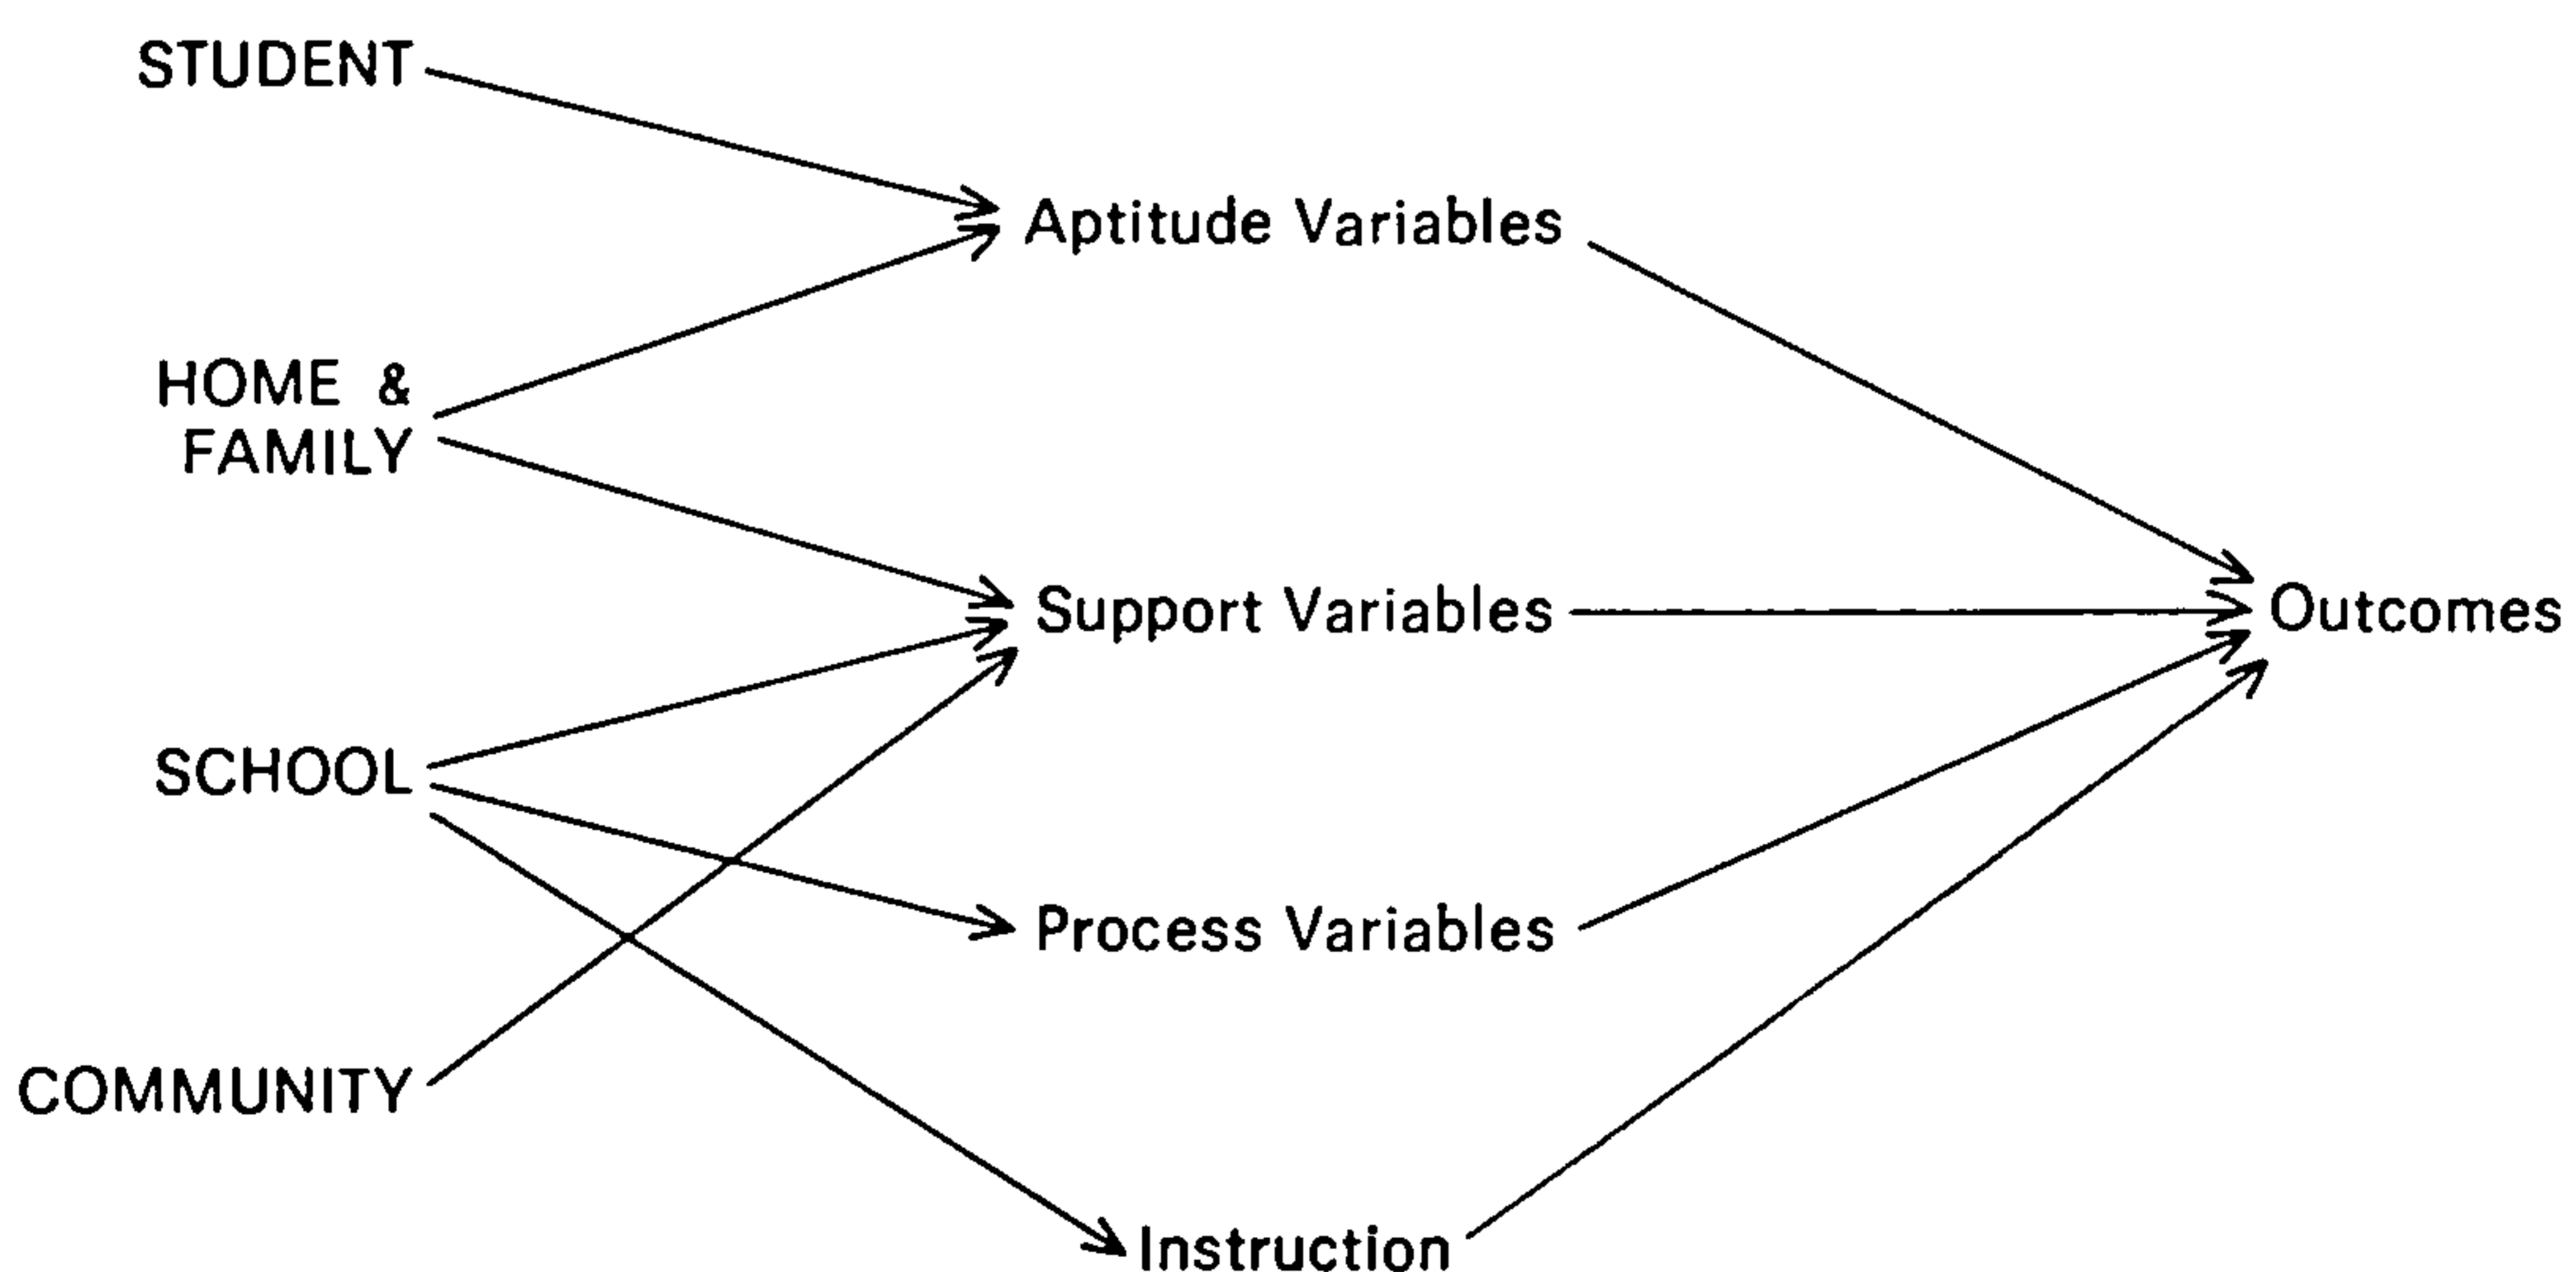 STUDENT
Aptitude Variables
HOME &
FAMILY
Support Variables
Outcomes
SCHOOL
Process Variables
COMMUNITY
Instruction